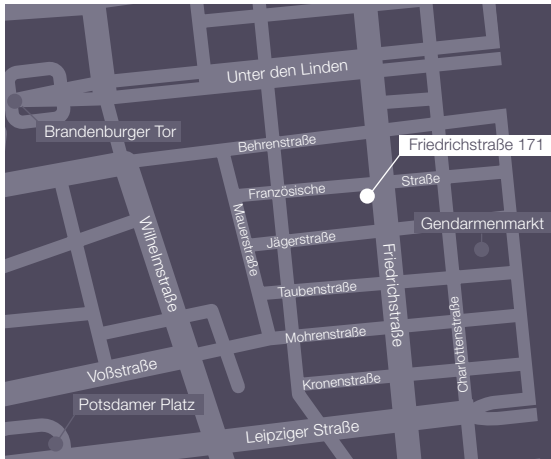 Unter den Linden
Brandenburger Tor
Behrenstraße
Friedrichstraße 171
Französische Straße
Mauerstraße
Wilhelmstraße
Gendarmenmarkt
Jägerstraße
Friedrichstraße
Taubenstraße
Charlottenstraße
Mohrenstraße
Voßstraße
Kronenstraße
Potsdamer Platz
Leipziger Straße